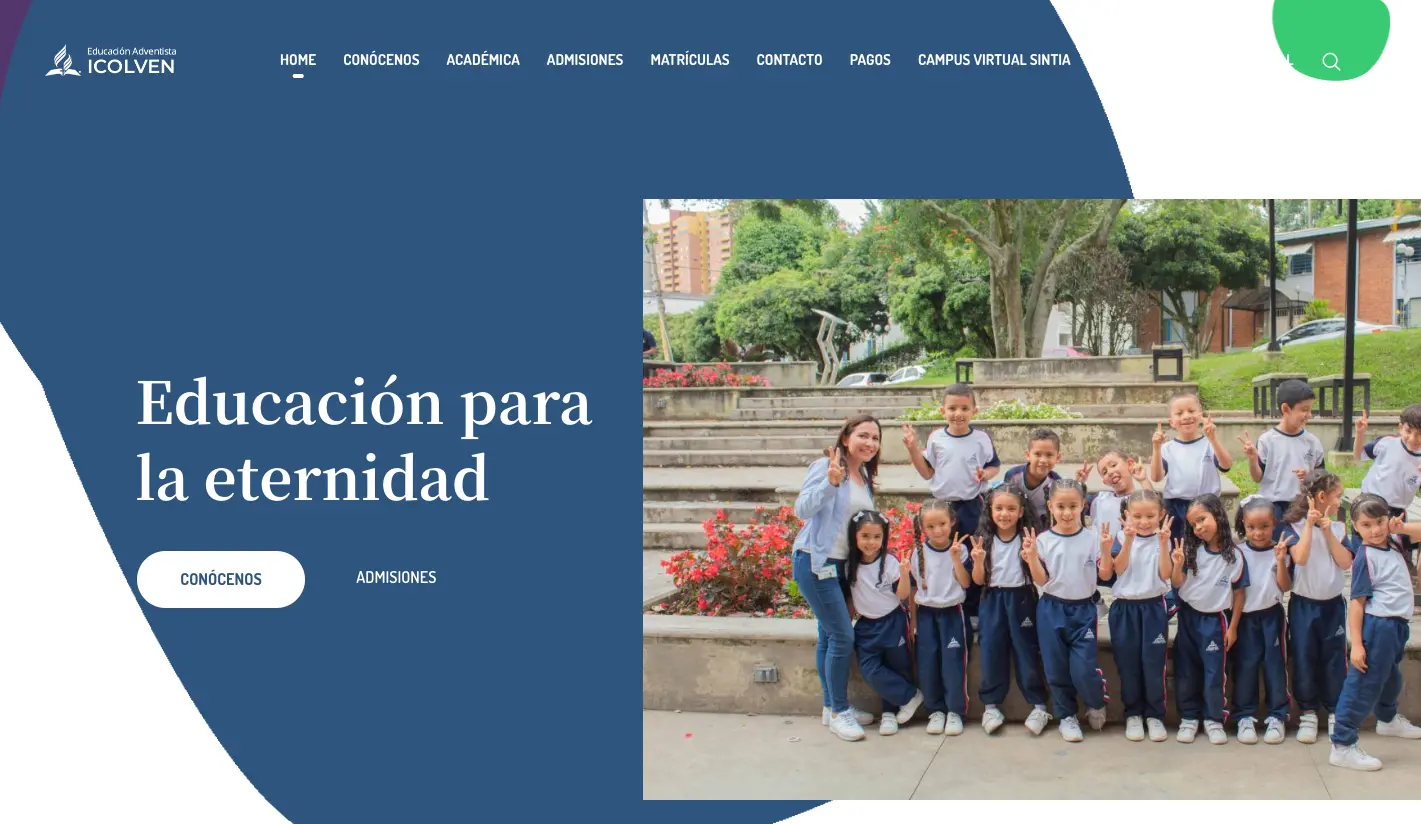 Educación Adventista
ICOLVEN
HOME CONÓCENOS ACADÉMICA ADMISIONES MATRÍCULAS CONTACTO PAGOS CAMPUS VIRTUAL SINTIA
Educación para
la eternidad
CONÓCENOS ADMISIONES